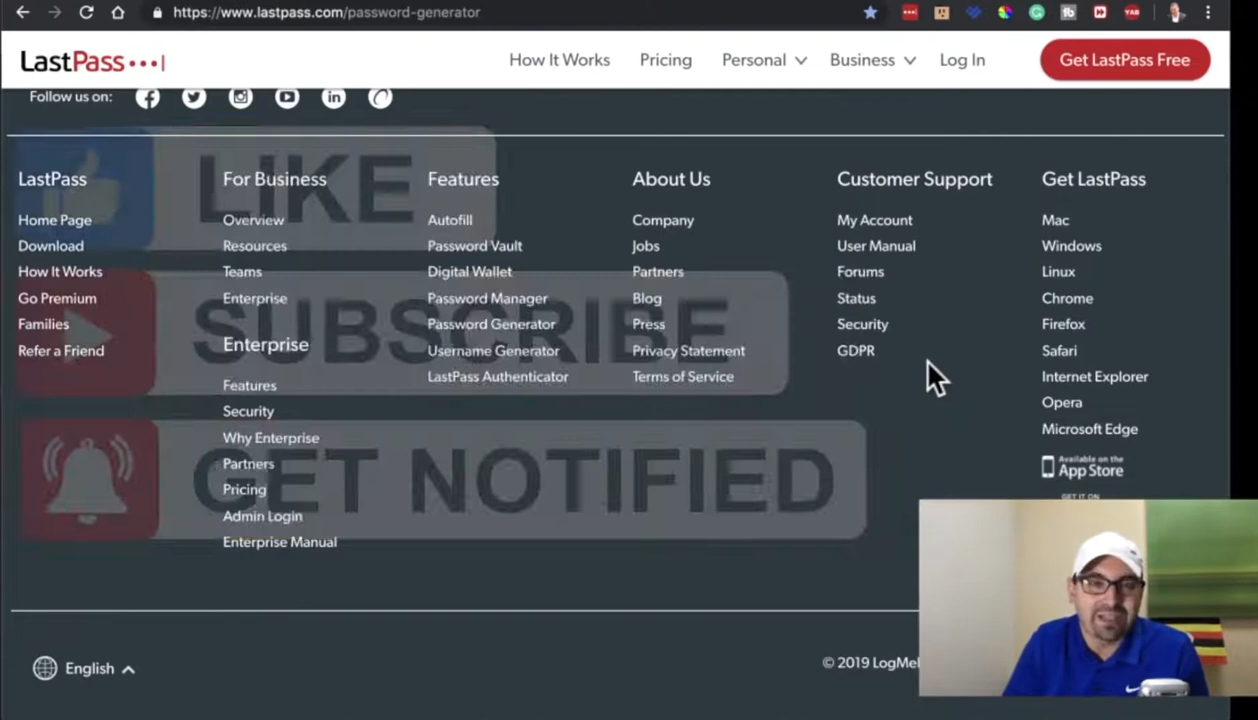 https://www.lastpass.com/password-generator
LastPass
How It Works
Pricing
Personal
Business
Log In
Get LastPass Free
Follow us on:
LIKE
SUBSCRIBE
GET NOTIFIED
LastPass
Home Page
Download
How It Works
Go Premium
Families
Refer a Friend
For Business
Overview
Resources
Teams
Enterprise
Enterprise
Features
Security
Why Enterprise
Partners
Pricing
Admin Login
Enterprise Manual
Features
Autofill
Password Vault
Digital Wallet
Password Manager
Password Generator
Username Generator
LastPass Authenticator
About Us
Company
Jobs
Partners
Blog
Press
Privacy Statement
Terms of Service
Customer Support
My Account
User Manual
Forums
Status
Security
GDPR
Get LastPass
Mac
Windows
Linux
Chrome
Firefox
Safari
Internet Explorer
Opera
Microsoft Edge
Available on the
App Store
GET IT ON
English
© 2019 LogMeI